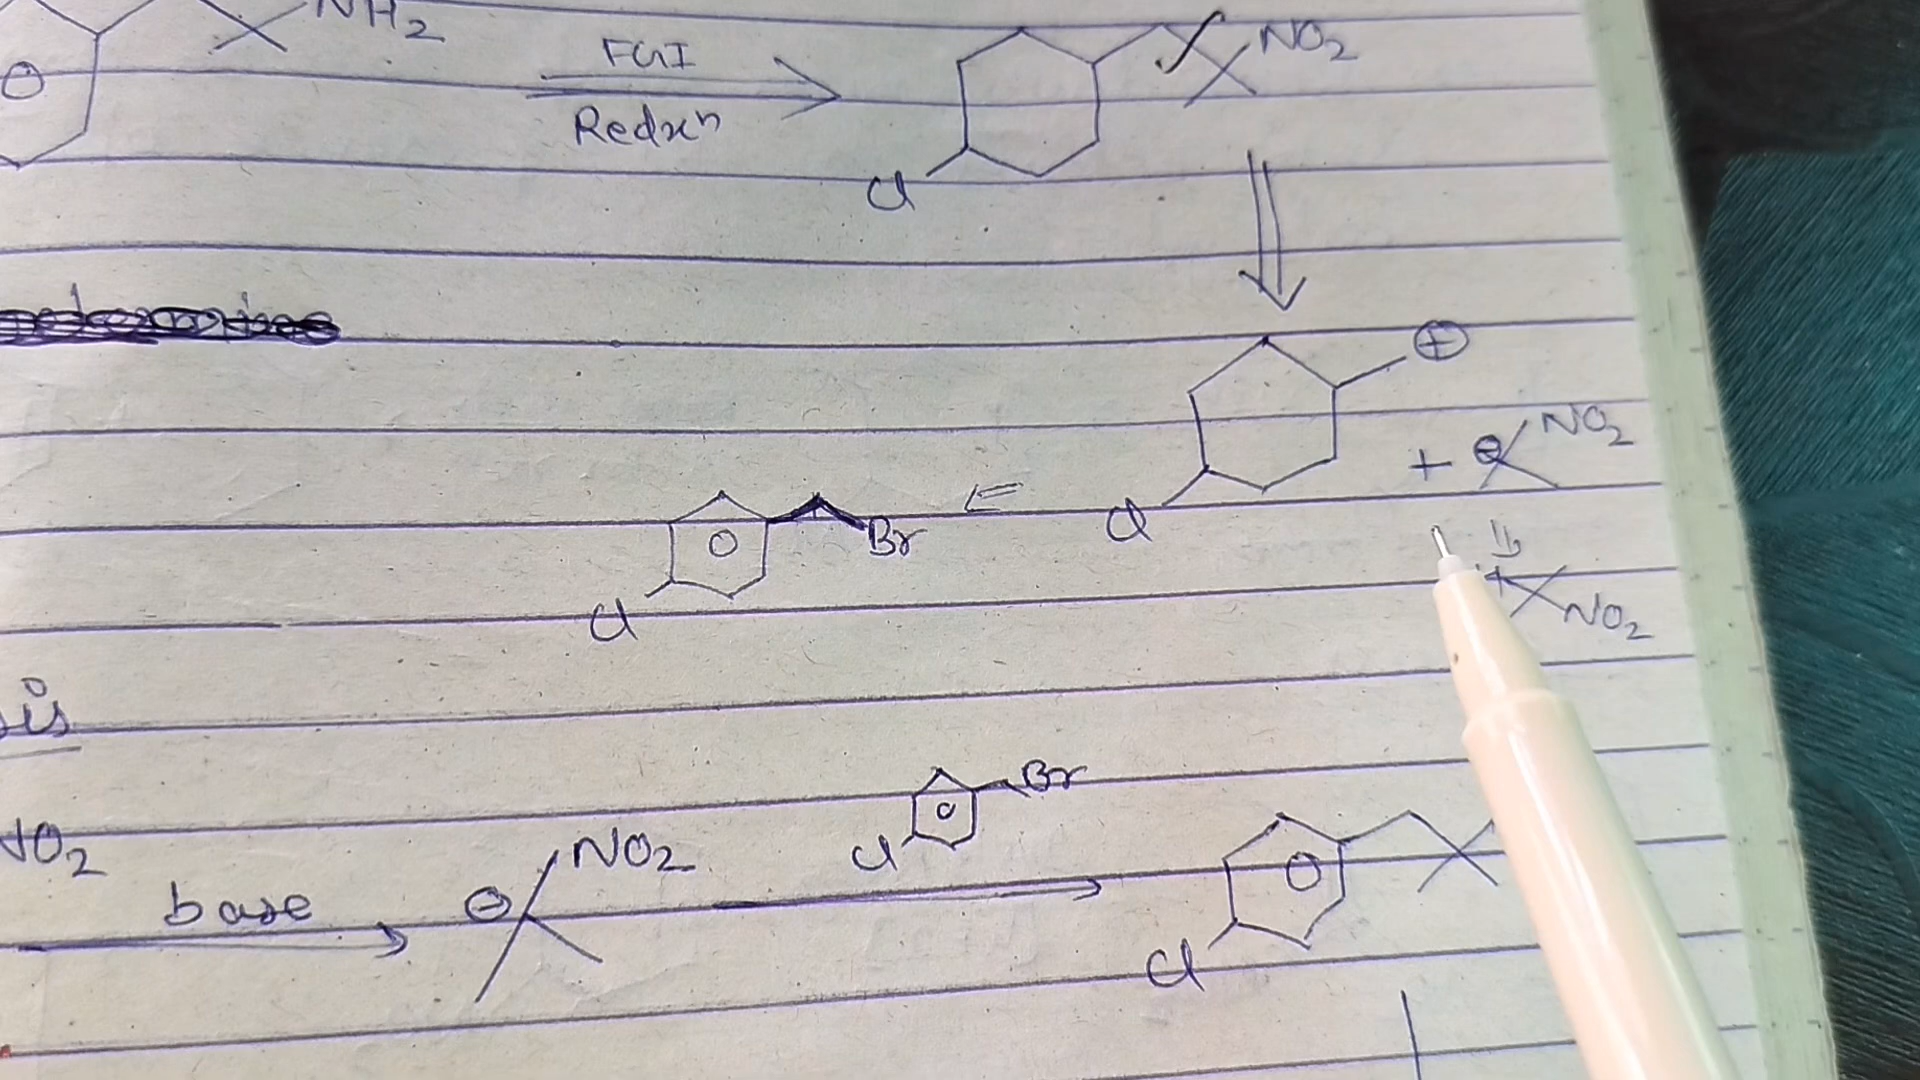 NH2
FGI
NO2
Redxn
Cl
+
+ ⊖ NO2
Br
Cl
Cl
+ NO2
is
Br
NO2
Cl
base
⊖ NO2
Cl